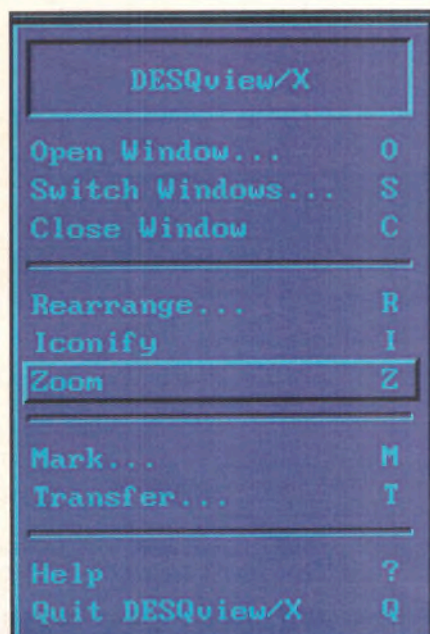 DESQview/X
Open Window... O
Switch Windows... S
Close Window C
Rearrange... R
Iconify I
Zoom Z
Mark... M
Transfer... T
Help ?
Quit DESQview/X Q